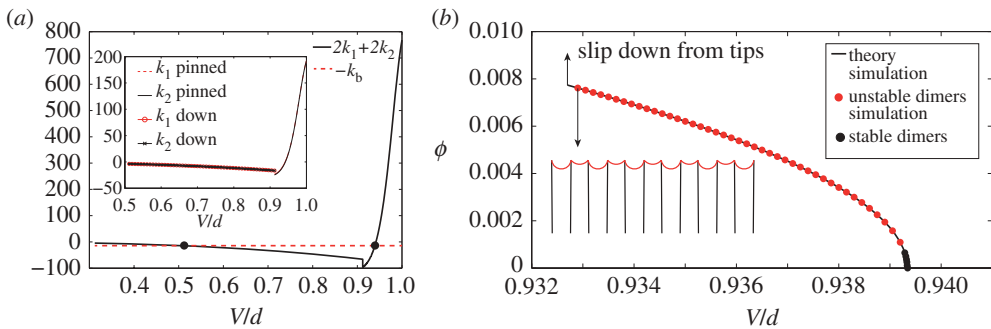 (a)
800
700
600
500
400
300
200
100
0
−100
0.4
0.5
0.6
0.7
0.8
0.9
1.0
V/d
2k1+2k2
−kb
200
150
100
50
0
−50
0.5
0.6
0.7
0.8
0.9
1.0
V/d
k1 pinned
k2 pinned
k1 down
k2 down
(b)
0.010
0.008
0.006
0.004
0.002
0
ϕ
0.932
0.934
0.936
0.938
0.940
V/d
slip down from tips
theory
simulation
unstable dimers
simulation
stable dimers